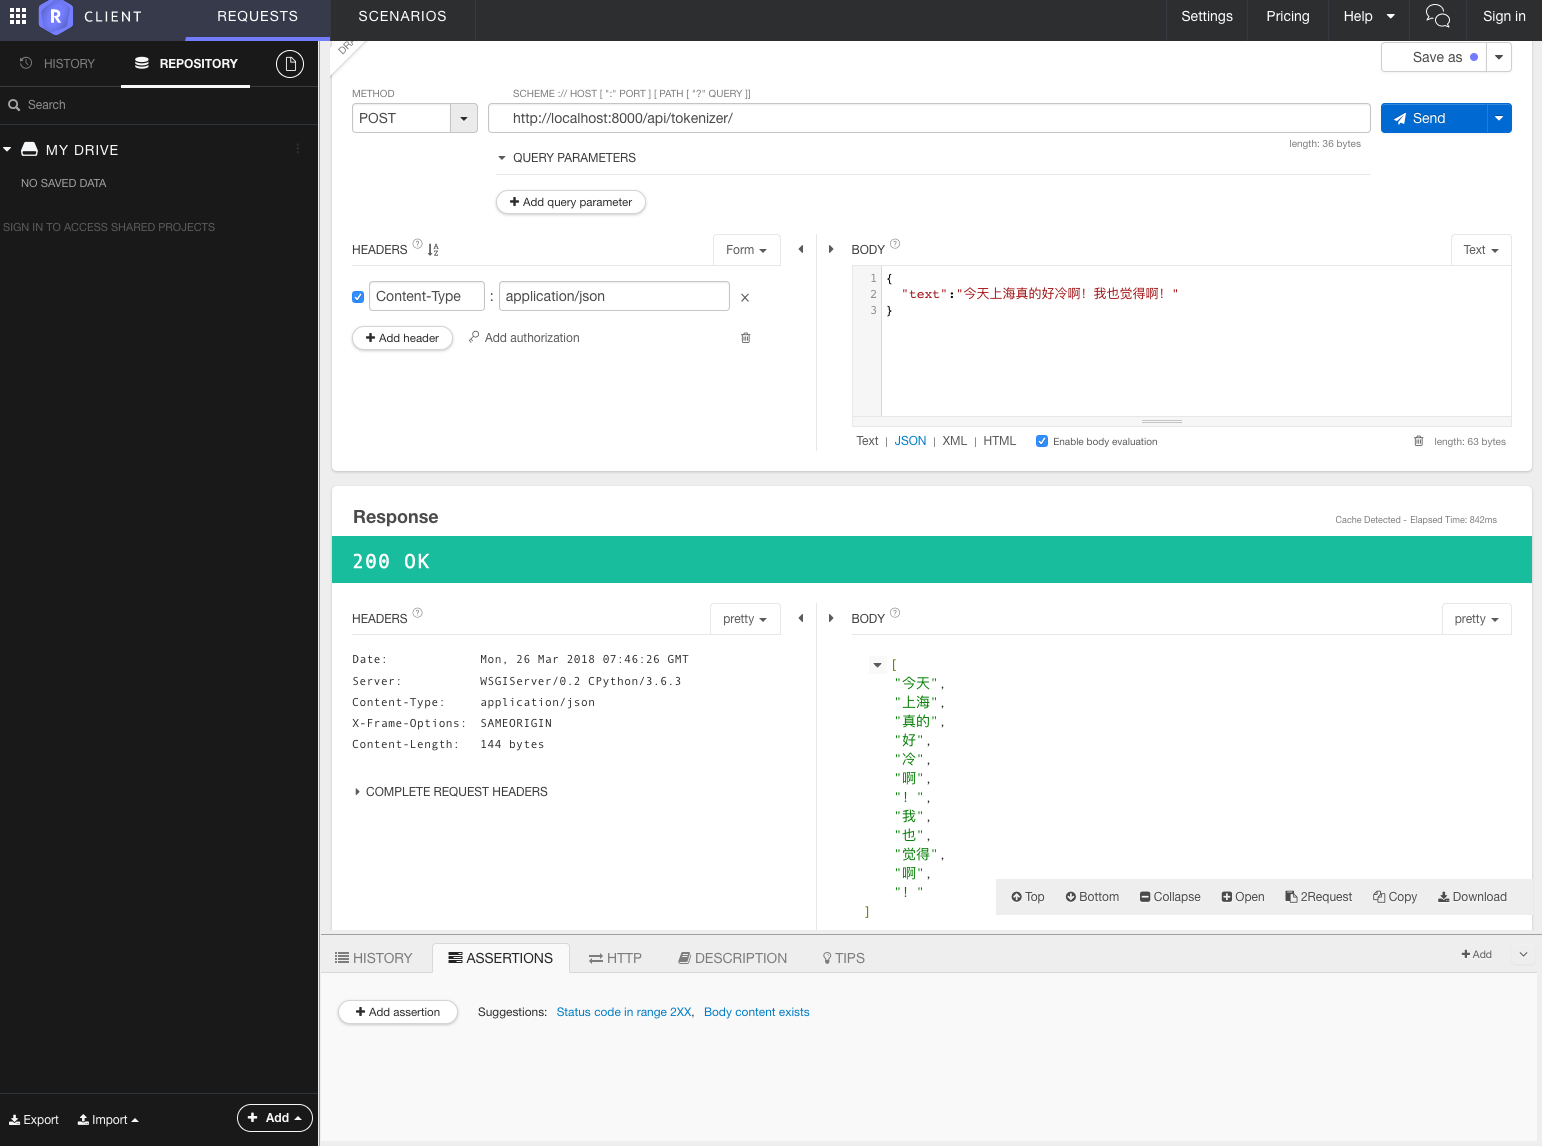 R CLIENT REQUESTS SCENARIOS Settings Pricing Help Sign in
HISTORY REPOSITORY
Search
MY DRIVE
NO SAVED DATA
SIGN IN TO ACCESS SHARED PROJECTS
Save as
METHOD SCHEME :// HOST [ ":" PORT ] [ PATH [ "?" QUERY ]]
POST http://localhost:8000/api/tokenizer/ Send
length: 36 bytes
QUERY PARAMETERS
+ Add query parameter
HEADERS ? Form BODY ? Text
Content-Type : application/json ×
+ Add header Add authorization
1 {
2 "text":"今天上海真的好冷啊！我也觉得啊！"
3 }
Text | JSON | XML | HTML Enable body evaluation length: 63 bytes
Response Cache Detected - Elapsed Time: 842ms
200 OK
HEADERS ? pretty BODY ? pretty
Date: Mon, 26 Mar 2018 07:46:26 GMT
Server: WSGIServer/0.2 CPython/3.6.3
Content-Type: application/json
X-Frame-Options: SAMEORIGIN
Content-Length: 144 bytes
COMPLETE REQUEST HEADERS
[
"今天",
"上海",
"真的",
"好",
"冷",
"啊",
"！",
"我",
"也",
"觉得",
"啊",
"！"
]
Top Bottom Collapse Open 2Request Copy Download
HISTORY ASSERTIONS HTTP DESCRIPTION TIPS + Add
+ Add assertion Suggestions: Status code in range 2XX, Body content exists
Export Import + Add